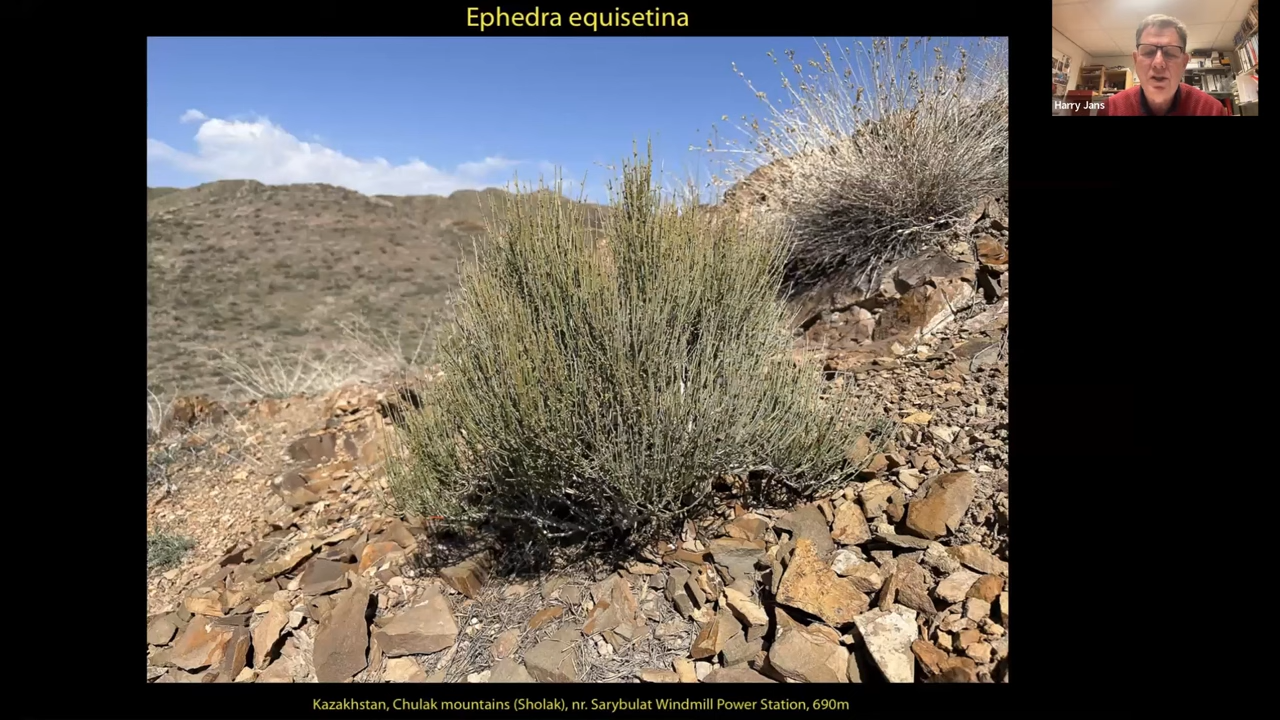 Ephedra equisetina
Harry Jans
Kazakhstan, Chulak mountains (Sholak), nr. Sarybulat Windmill Power Station, 690m